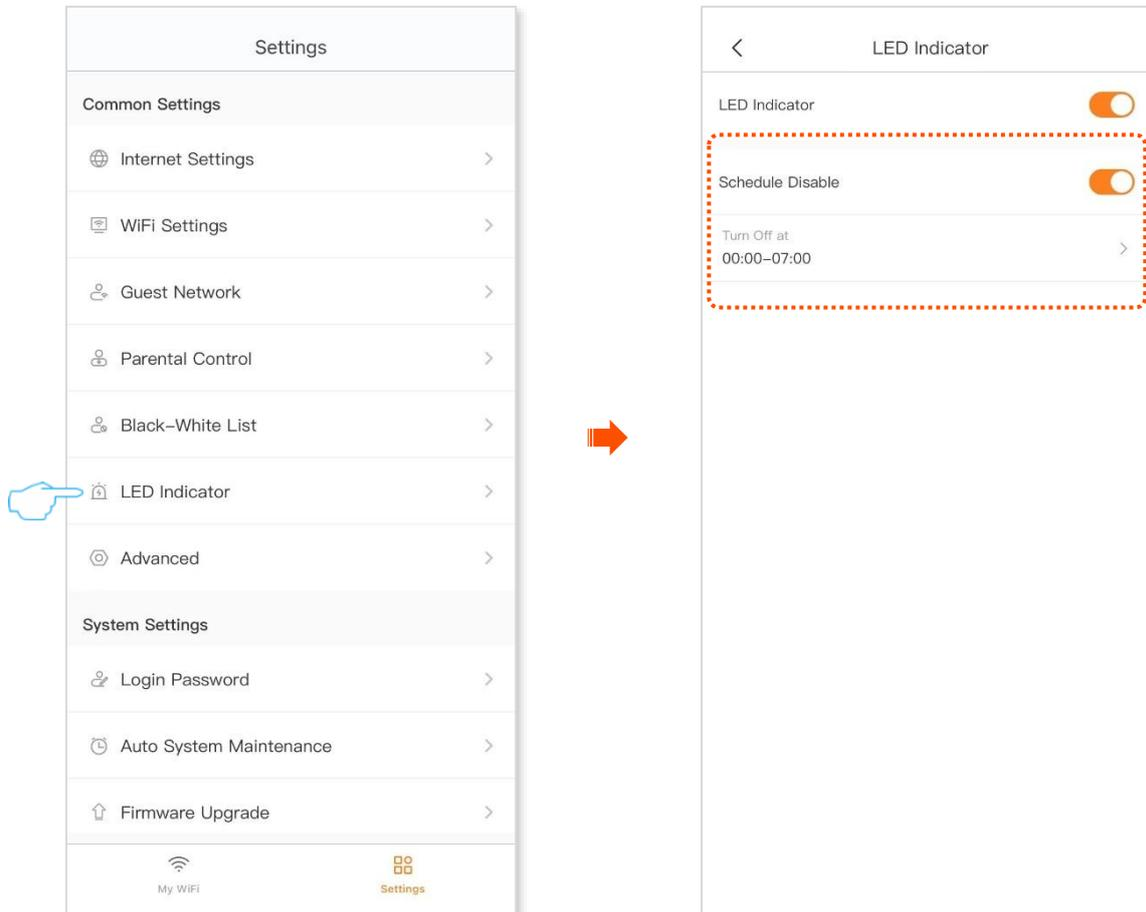 Settings
Common Settings
Internet Settings
WiFi Settings
Guest Network
Parental Control
Black–White List
LED Indicator
Advanced
System Settings
Login Password
Auto System Maintenance
Firmware Upgrade
My WiFi
Settings
LED Indicator
LED Indicator
Schedule Disable
Turn Off at
00:00–07:00